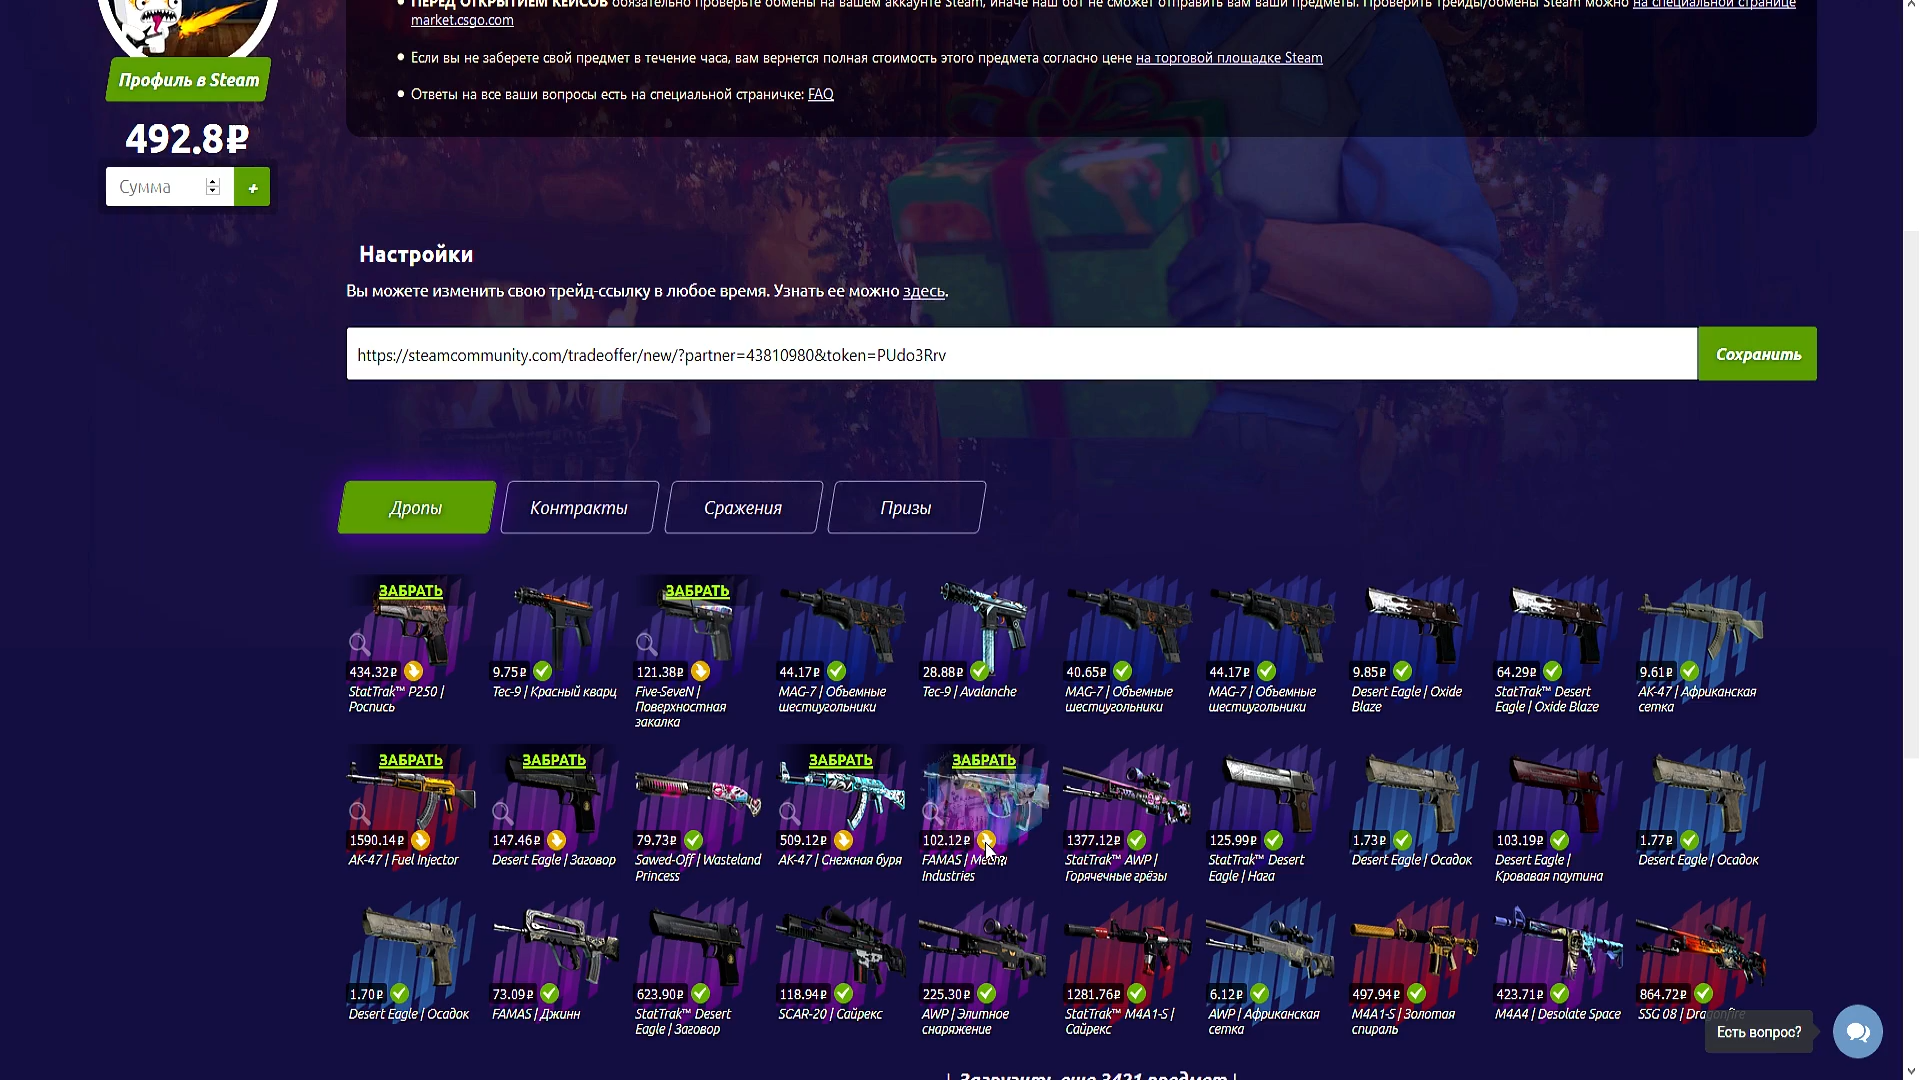 ПЕРЕД ОТКРЫТИЕМ КЕЙСОВ обязательно проверьте обмены на вашем аккаунте Steam, иначе наш бот не сможет отправить вам ваши предметы. Проверить трейды/обмены Steam можно на специальной странице
market.csgo.com
Если вы не заберете свой предмет в течение часа, вам вернется полная стоимость этого предмета согласно цене на торговой площадке Steam
Ответы на все ваши вопросы есть на специальной страничке: FAQ
Профиль в Steam
492.8₽
Сумма
+
Настройки
Вы можете изменить свою трейд-ссылку в любое время. Узнать ее можно здесь.
https://steamcommunity.com/tradeoffer/new/?partner=43810980&token=PUdo3Rrv
Сохранить
Дропы
Контракты
Сражения
Призы
ЗАБРАТЬ
434.32₽
StatTrak™ P250 |
Роспись
9.75₽
Tec-9 | Красный кварц
ЗАБРАТЬ
121.38₽
Five-SeveN |
Поверхностная
закалка
44.17₽
MAG-7 | Объемные
шестиугольники
28.88₽
Tec-9 | Avalanche
40.65₽
MAG-7 | Объемные
шестиугольники
44.17₽
MAG-7 | Объемные
шестиугольники
9.85₽
Desert Eagle | Oxide
Blaze
64.29₽
StatTrak™ Desert
Eagle | Oxide Blaze
9.61₽
AK-47 | Африканская
сетка
ЗАБРАТЬ
1590.14₽
AK-47 | Fuel Injector
ЗАБРАТЬ
147.46₽
Desert Eagle | Заговор
79.73₽
Sawed-Off | Wasteland
Princess
ЗАБРАТЬ
509.12₽
AK-47 | Снежная буря
ЗАБРАТЬ
102.12₽
FAMAS |
Industries
1377.12₽
StatTrak™ AWP |
Горячечные грёзы
125.99₽
StatTrak™ Desert
Eagle | Нага
1.73₽
Desert Eagle | Осадок
103.19₽
Desert Eagle |
Кровавая паутина
1.77₽
Desert Eagle | Осадок
1.70₽
Desert Eagle | Осадок
73.09₽
FAMAS | Джинн
623.90₽
StatTrak™ Desert
Eagle | Заговор
118.94₽
SCAR-20 | Сайрекс
225.30₽
AWP | Элитное
снаряжение
1281.76₽
StatTrak™ M4A1-S |
Сайрекс
6.12₽
AWP | Африканская
сетка
497.94₽
M4A1-S | Золотая
спираль
423.71₽
M4A4 | Desolate Space
864.72₽
SSG 08 | Dragonfire
Есть вопрос?
| Загрузить еще 3421 предмет |